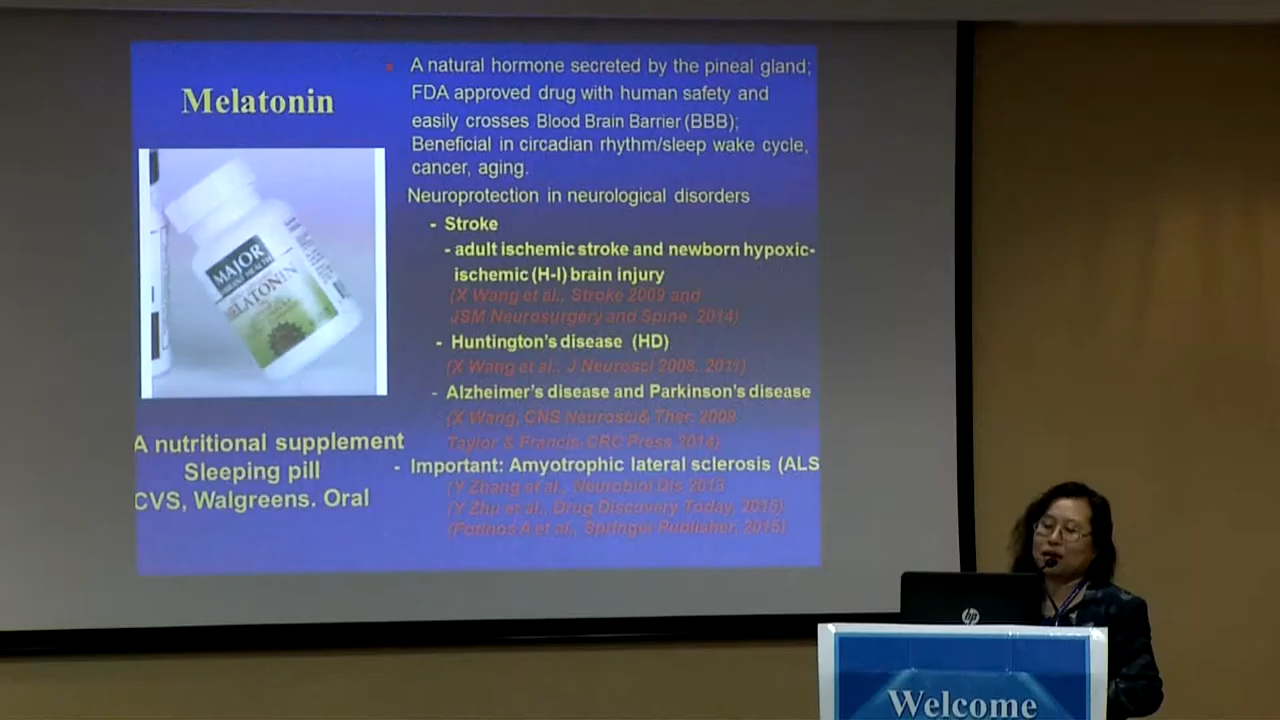 Melatonin
A natural hormone secreted by the pineal gland;
FDA approved drug with human safety and
easily crosses Blood Brain Barrier (BBB);
Beneficial in circadian rhythm/sleep wake cycle,
cancer, aging.
Neuroprotection in neurological disorders
- Stroke
- adult ischemic stroke and newborn hypoxic-
ischemic (H-I) brain injury
(X Wang et al., Stroke 2009 and
JSM Neurosurgery and Spine, 2014)
- Huntington's disease (HD)
(X Wang et al., J Neurosci 2008, 2011)
- Alzheimer's disease and Parkinson's disease
(X Wang, CNS Neurosci& Ther. 2009
Taylor & Francis-CRC Press 2014)
- Important: Amyotrophic lateral sclerosis (ALS
(Y Zhang et al., Neurobiol Dis 2013
(Y Zhu et al., Drug Discovery Today, 2015)
et al., Springer Publisher, 2015)
MAJOR
MELATONIN
A nutritional supplement
Sleeping pill
CVS, Walgreens. Oral
hp
Welcome